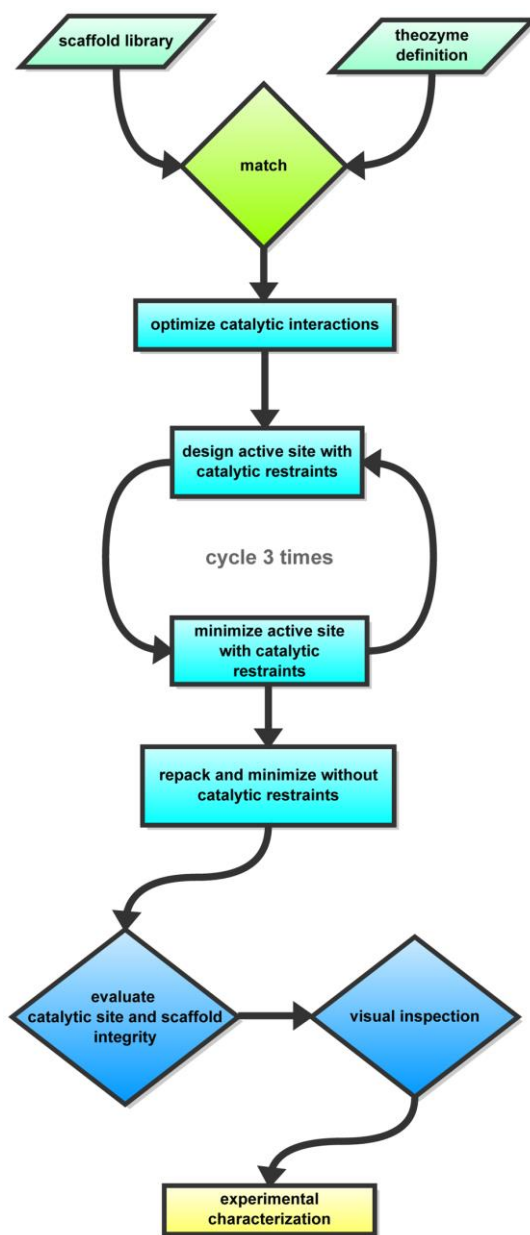 scaffold library
theozyme
definition
match
optimize catalytic interactions
design active site with
catalytic restraints
cycle 3 times
minimize active site
with catalytic
restraints
repack and minimize without
catalytic restraints
evaluate
catalytic site and scaffold
integrity
visual inspection
experimental
characterization